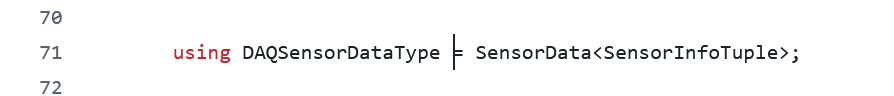 70
71 using DAQSensorDataType = SensorData<SensorInfoTuple>;
72